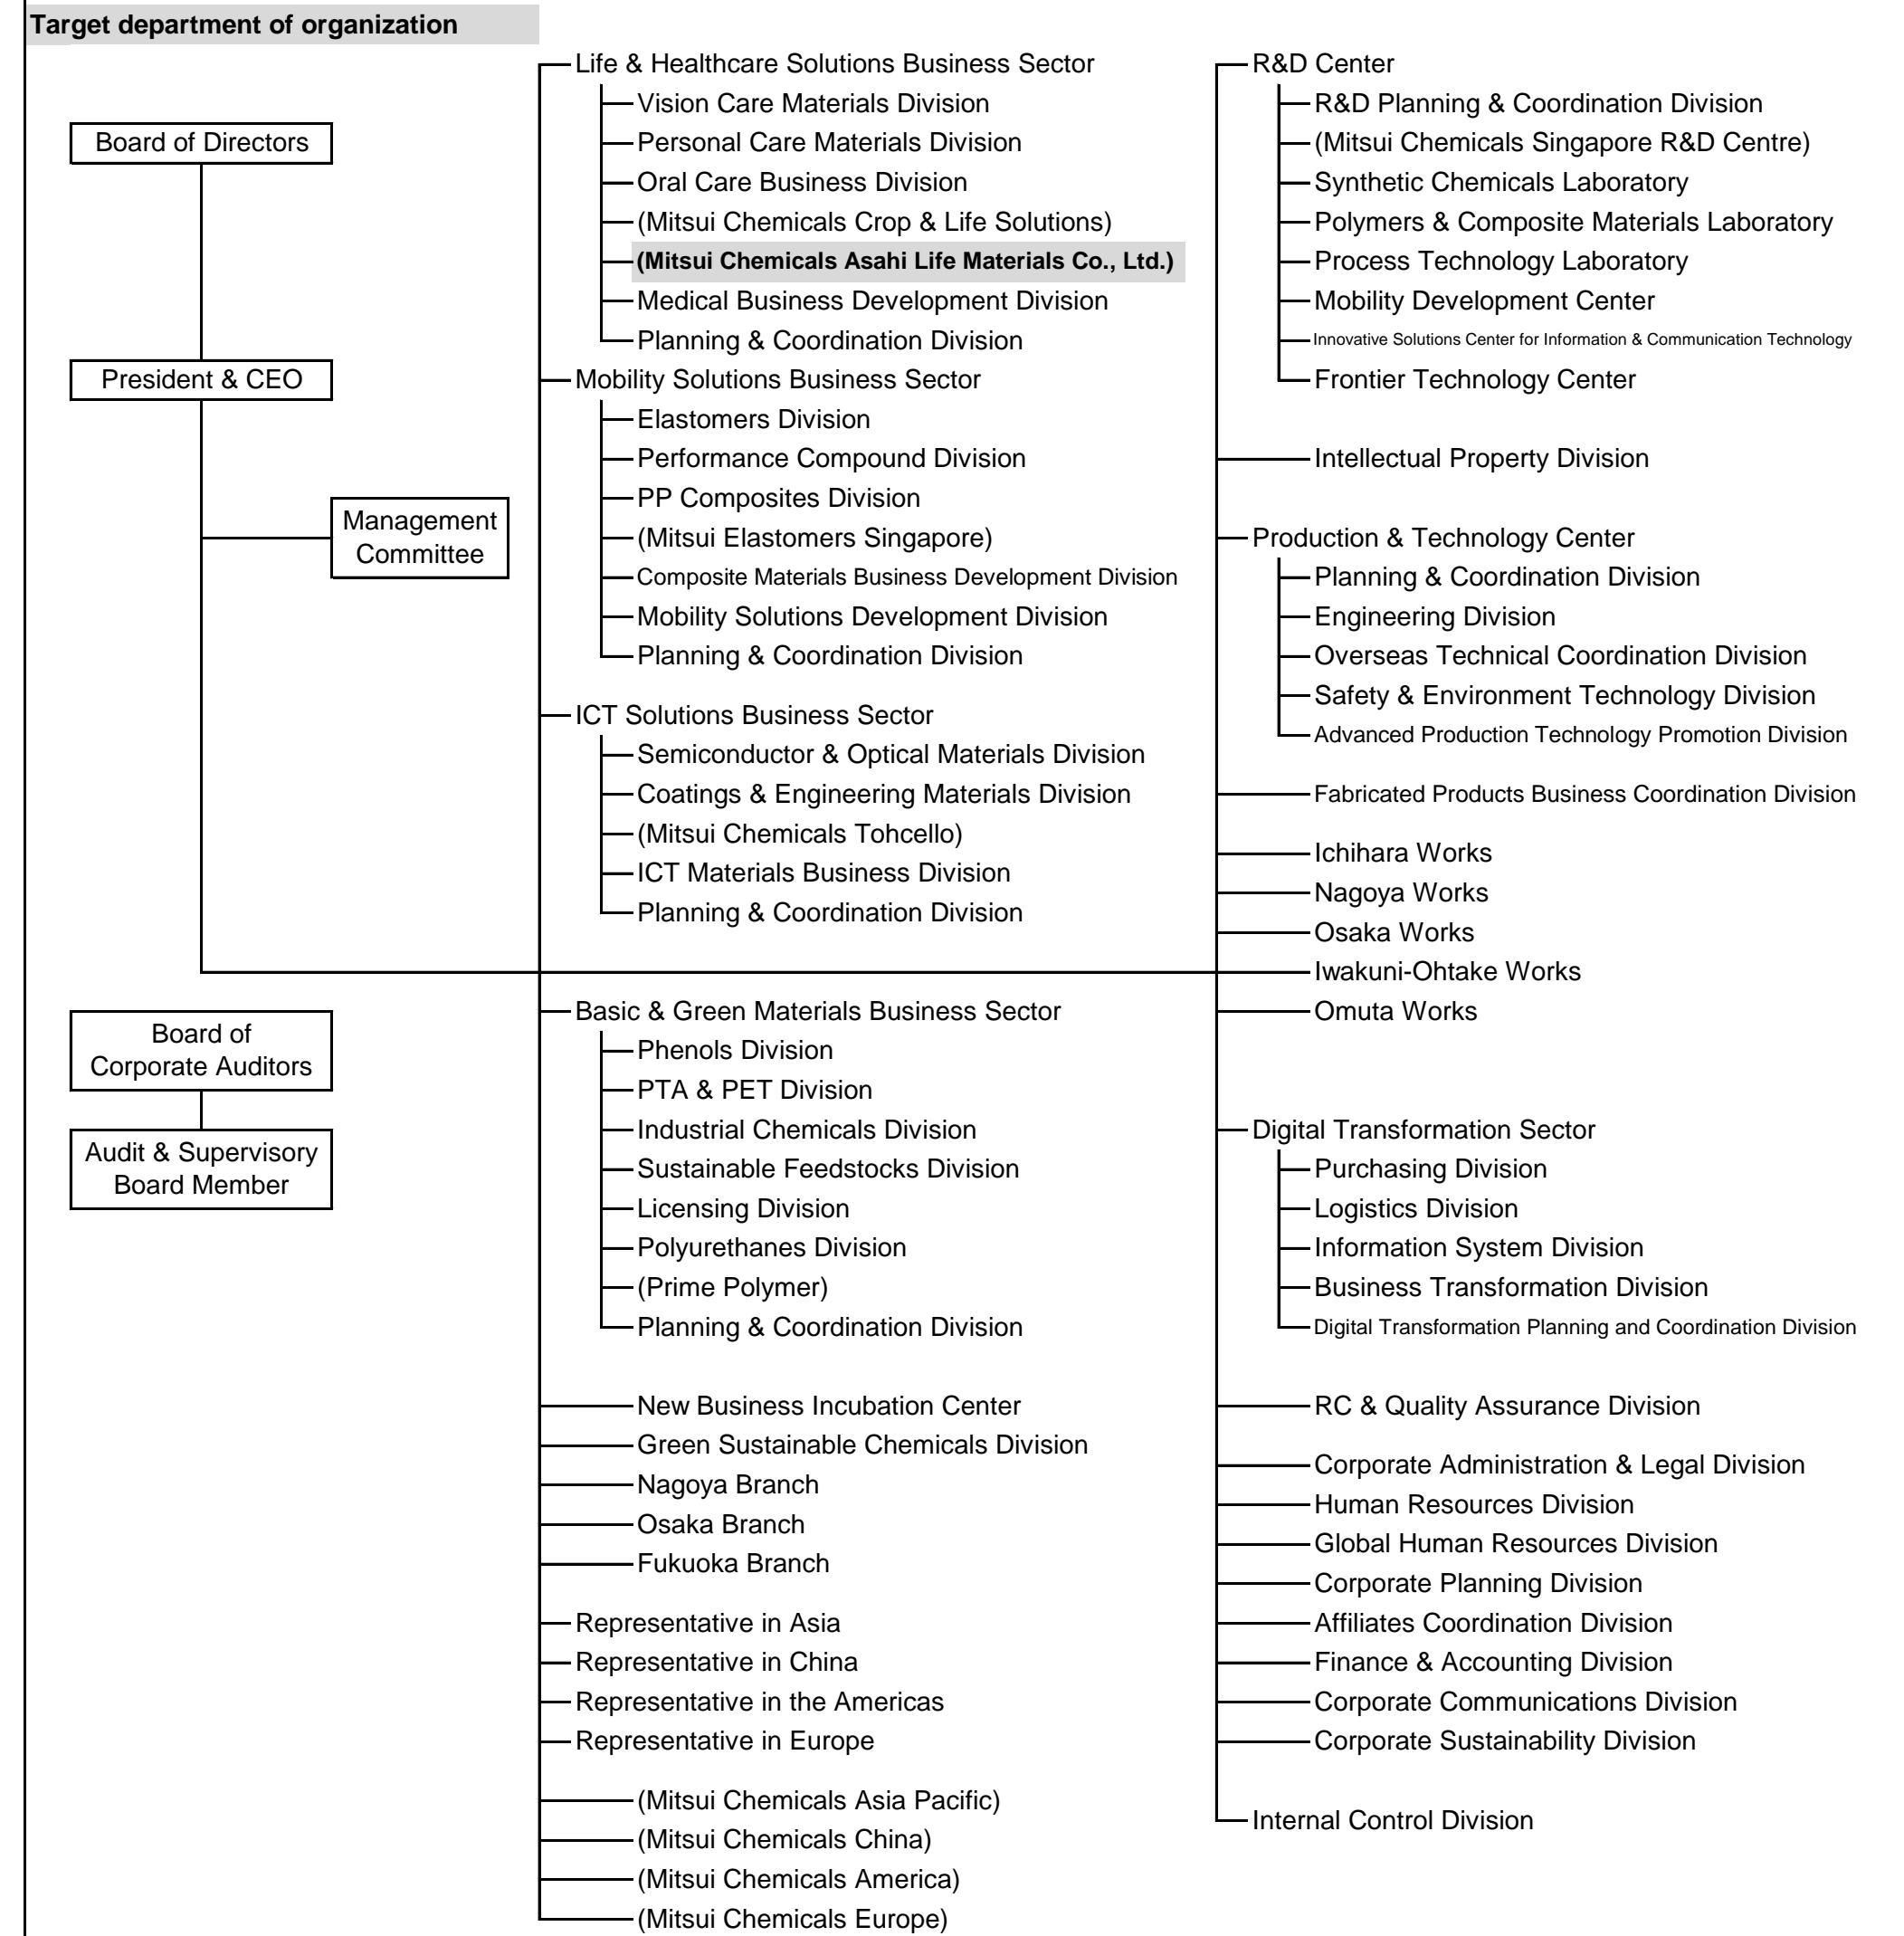 Target department of organization
Board of Directors
President & CEO
Management
Committee
Board of
Corporate Auditors
Audit & Supervisory
Board Member
Life & Healthcare Solutions Business Sector
Vision Care Materials Division
Personal Care Materials Division
Oral Care Business Division
(Mitsui Chemicals Crop & Life Solutions)
(Mitsui Chemicals Asahi Life Materials Co., Ltd.)
Medical Business Development Division
Planning & Coordination Division
Mobility Solutions Business Sector
Elastomers Division
Performance Compound Division
PP Composites Division
(Mitsui Elastomers Singapore)
Composite Materials Business Development Division
Mobility Solutions Development Division
Planning & Coordination Division
ICT Solutions Business Sector
Semiconductor & Optical Materials Division
Coatings & Engineering Materials Division
(Mitsui Chemicals Tohcello)
ICT Materials Business Division
Planning & Coordination Division
Basic & Green Materials Business Sector
Phenols Division
PTA & PET Division
Industrial Chemicals Division
Sustainable Feedstocks Division
Licensing Division
Polyurethanes Division
(Prime Polymer)
Planning & Coordination Division
New Business Incubation Center
Green Sustainable Chemicals Division
Nagoya Branch
Osaka Branch
Fukuoka Branch
Representative in Asia
Representative in China
Representative in the Americas
Representative in Europe
(Mitsui Chemicals Asia Pacific)
(Mitsui Chemicals China)
(Mitsui Chemicals America)
(Mitsui Chemicals Europe)
R&D Center
R&D Planning & Coordination Division
(Mitsui Chemicals Singapore R&D Centre)
Synthetic Chemicals Laboratory
Polymers & Composite Materials Laboratory
Process Technology Laboratory
Mobility Development Center
Innovative Solutions Center for Information & Communication Technology
Frontier Technology Center
Intellectual Property Division
Production & Technology Center
Planning & Coordination Division
Engineering Division
Overseas Technical Coordination Division
Safety & Environment Technology Division
Advanced Production Technology Promotion Division
Fabricated Products Business Coordination Division
Ichihara Works
Nagoya Works
Osaka Works
Iwakuni-Ohtake Works
Omuta Works
Digital Transformation Sector
Purchasing Division
Logistics Division
Information System Division
Business Transformation Division
Digital Transformation Planning and Coordination Division
RC & Quality Assurance Division
Corporate Administration & Legal Division
Human Resources Division
Global Human Resources Division
Corporate Planning Division
Affiliates Coordination Division
Finance & Accounting Division
Corporate Communications Division
Corporate Sustainability Division
Internal Control Division